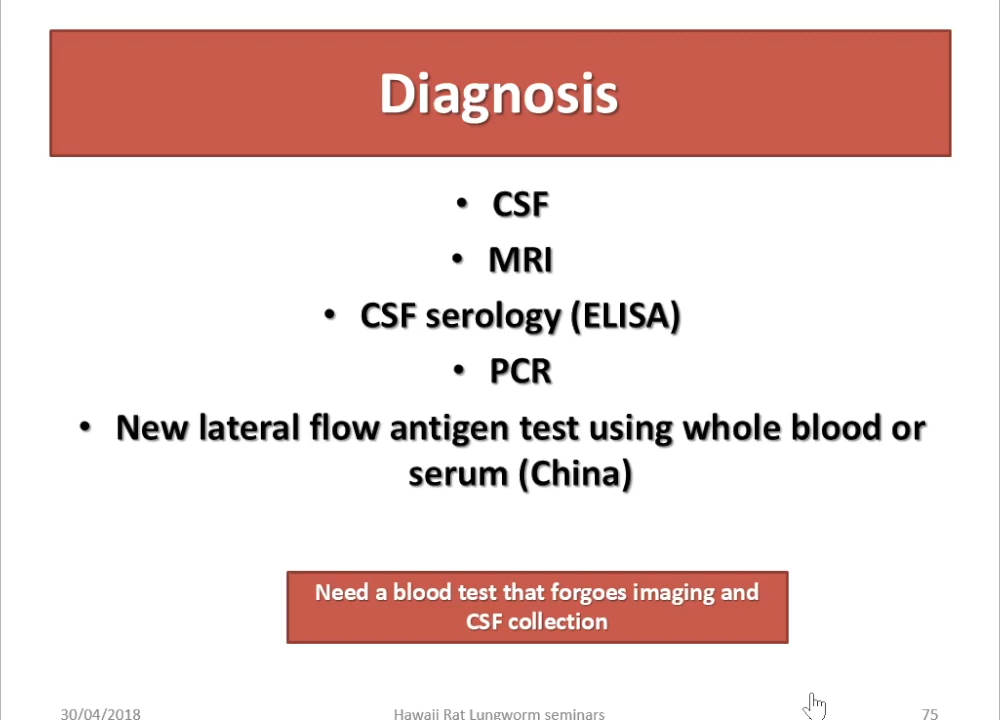 Diagnosis
• CSF
• MRI
• CSF serology (ELISA)
• PCR
• New lateral flow antigen test using whole blood or
serum (China)
Need a blood test that forgoes imaging and
CSF collection
30/04/2018
Hawaii Rat Lungworm seminars
75